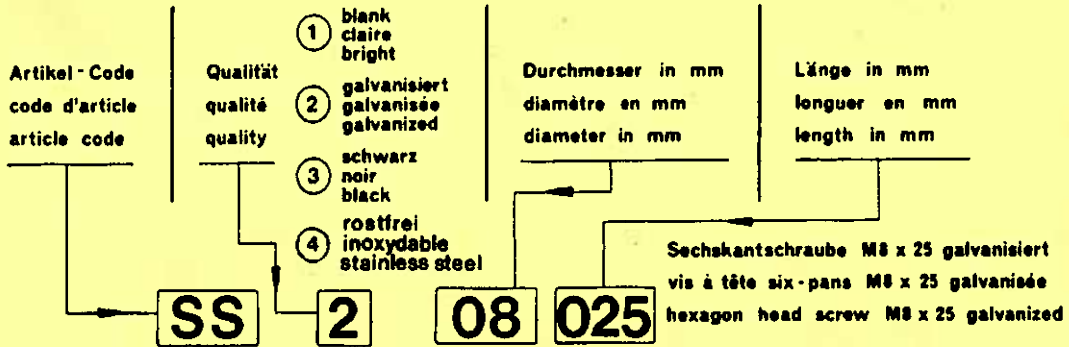 Artikel - Code
code d'article
article code
Qualität
qualité
quality
1 blank
claire
bright
2 galvanisiert
galvanisée
galvanized
3 schwarz
noir
black
4 rostfrei
inoxydable
stainless steel
Durchmesser in mm
diamètre en mm
diameter in mm
Länge in mm
longuer en mm
length in mm
SS 2 08 025
Sechskantschraube M8 x 25 galvanisiert
vis à tête six-pans M8 x 25 galvanisée
hexagon head screw M8 x 25 galvanized